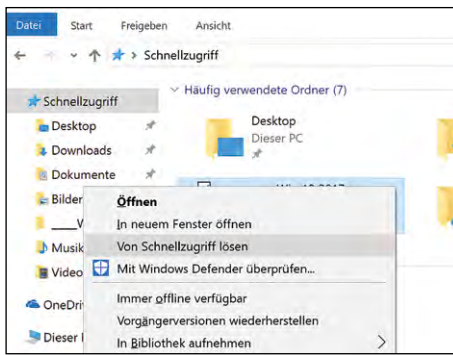 Datei Start Freigeben Ansicht
Schnellzugriff
Häufig verwendete Ordner (7)
Schnellzugriff
Desktop
Dieser PC
Desktop
Downloads
Dokumente
Bilder
Öffnen
In neuem Fenster öffnen
Von Schnellzugriff lösen
Musik
Video
Mit Windows Defender überprüfen...
OneDri
Immer offline verfügbar
Vorgängerversionen wiederherstellen
Dieser
In Bibliothek aufnehmen